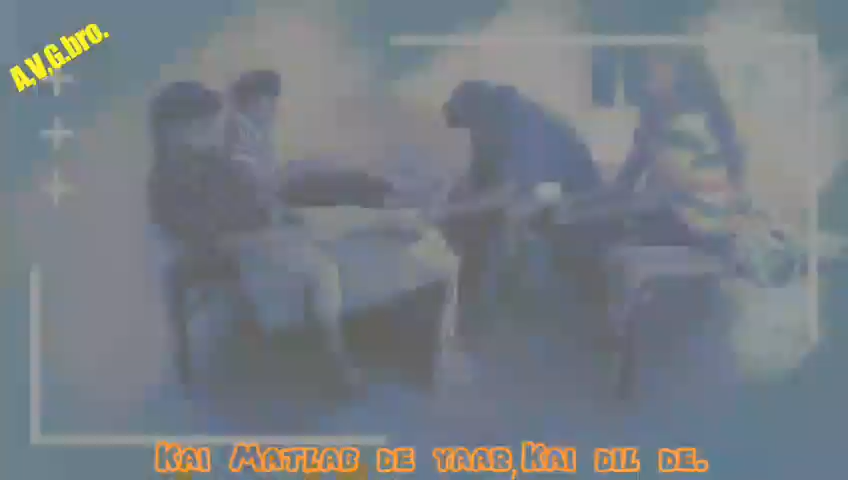 A,V,G.bro.
Kai Matlab de yaar, Kai dil de.